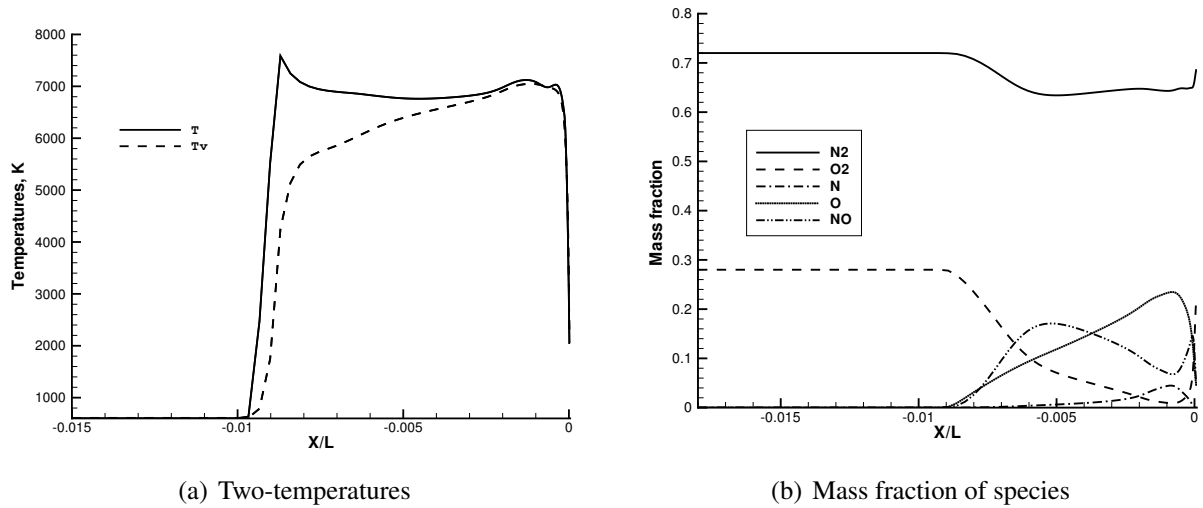 8000
7000
6000
5000
4000
3000
2000
1000
Temperatures, K
T
Tv
-0.015
-0.01
-0.005
0
X/L
(a) Two-temperatures
0.8
0.7
0.6
0.5
0.4
0.3
0.2
0.1
0
Mass fraction
N2
O2
N
O
NO
-0.015
-0.01
-0.005
0
X/L
(b) Mass fraction of species